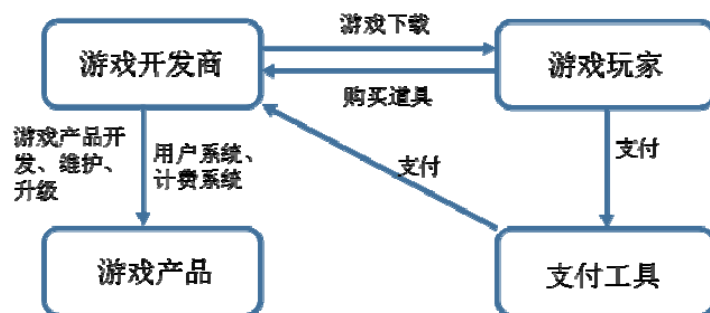 游戏下载
游戏开发商
游戏玩家
购买道具
游戏产品开
发、维护、
升级
用户系统、
计费系统
支付
支付
游戏产品
支付工具